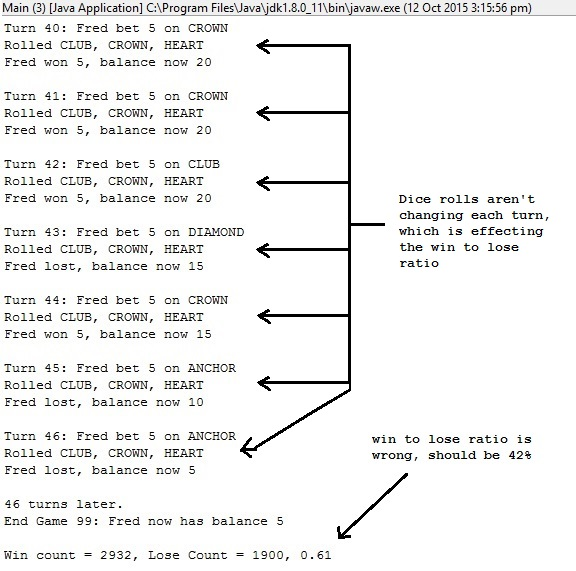 Main (3) [Java Application] C:\Program Files\Java\jdk1.8.0_11\bin\javaw.exe (12 Oct 2015 3:15:56 pm)
Turn 40: Fred bet 5 on CROWN
Rolled CLUB, CROWN, HEART
Fred won 5, balance now 20
Turn 41: Fred bet 5 on CROWN
Rolled CLUB, CROWN, HEART
Fred won 5, balance now 20
Turn 42: Fred bet 5 on CLUB
Rolled CLUB, CROWN, HEART
Fred won 5, balance now 20
Turn 43: Fred bet 5 on DIAMOND
Rolled CLUB, CROWN, HEART
Fred lost, balance now 15
Turn 44: Fred bet 5 on CROWN
Rolled CLUB, CROWN, HEART
Fred won 5, balance now 15
Turn 45: Fred bet 5 on ANCHOR
Rolled CLUB, CROWN, HEART
Fred lost, balance now 10
Turn 46: Fred bet 5 on ANCHOR
Rolled CLUB, CROWN, HEART
Fred lost, balance now 5
46 turns later.
End Game 99: Fred now has balance 5
Win count = 2932, Lose Count = 1900, 0.61
Dice rolls aren't
changing each turn,
which is effecting
the win to lose
ratio
win to lose ratio is
wrong, should be 42%